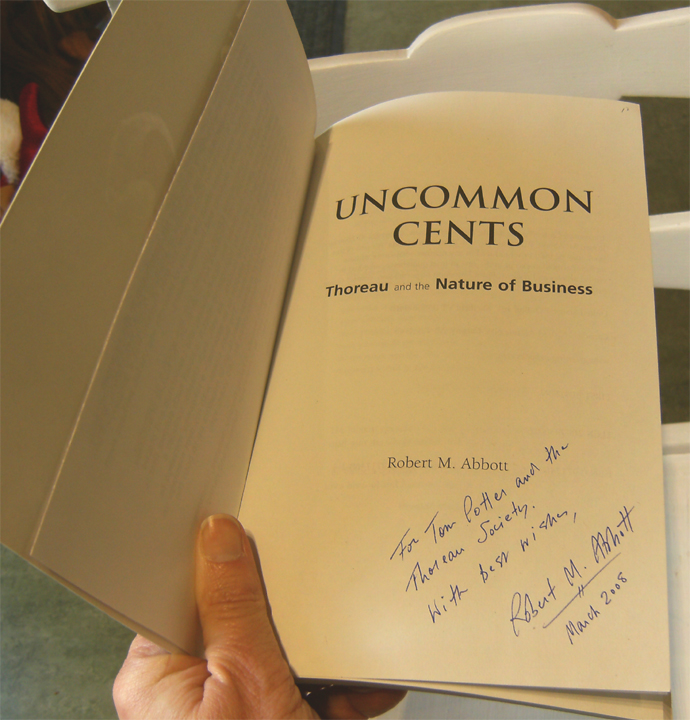 UNCOMMON
CENTS
Thoreau and the Nature of Business
Robert M. Abbott
For Tom Potter and the
Thoreau Society.
With best wishes,
Robert M. Abbott
March 2008